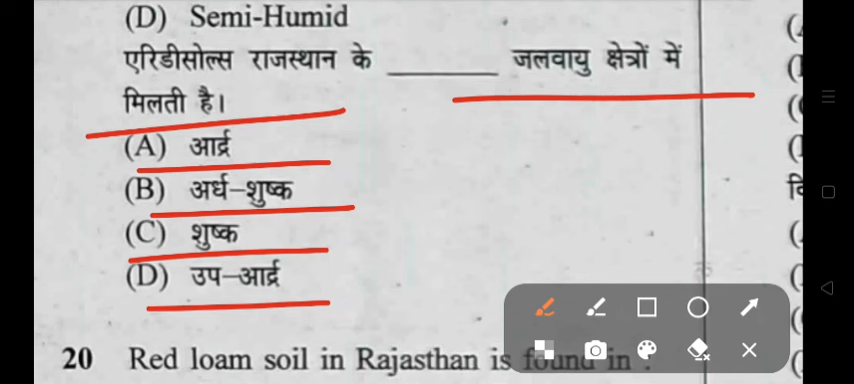 (D) Semi-Humid
एरिडीसोल्स राजस्थान के ________ जलवायु क्षेत्रों में
मिलती है।
(A) आर्द्र
(B) अर्ध-शुष्क
(C) शुष्क
(D) उप-आर्द्र
20 Red loam soil in Rajasthan is found in :